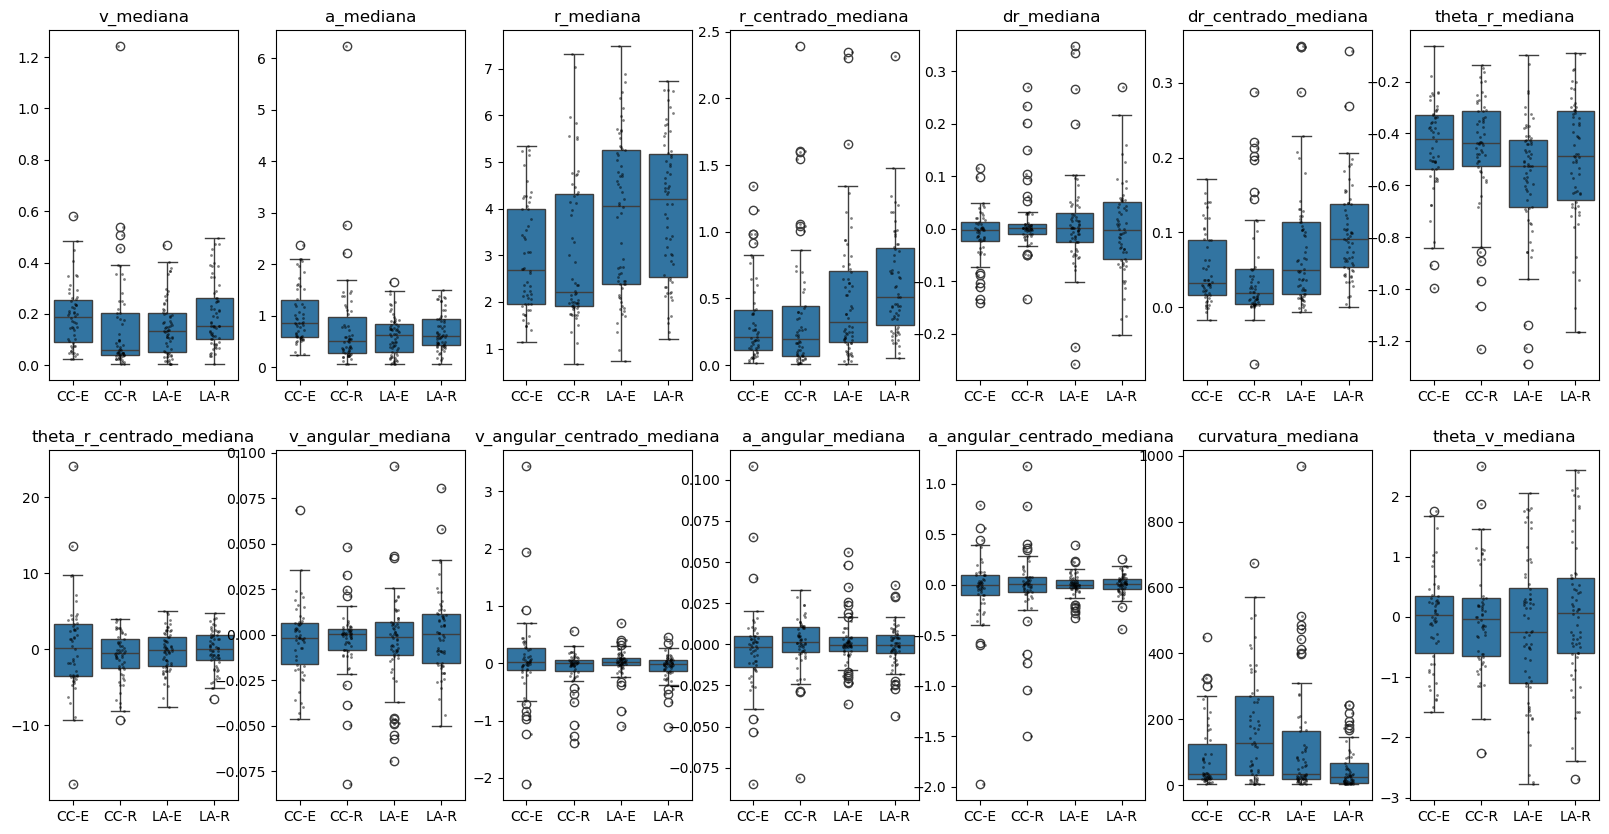 v_mediana a_mediana r_mediana r_centrado_mediana dr_mediana dr_centrado_mediana theta_r_mediana
1.2 1.0 0.8 0.6 0.4 0.2 0.0
6 5 4 3 2 1 0
7 6 5 4 3 2 1
2.5 2.0 1.5 1.0 0.5 0.0
0.3 0.2 0.1 0.0 −0.1 −0.2
0.3 0.2 0.1 0.0
−0.2 −0.4 −0.6 −0.8 −1.0 −1.2
CC-E CC-R LA-E LA-R CC-E CC-R LA-E LA-R CC-E CC-R LA-E LA-R CC-E CC-R LA-E LA-R CC-E CC-R LA-E LA-R CC-E CC-R LA-E LA-R CC-E CC-R LA-E LA-R
theta_r_centrado_mediana v_angular_mediana v_angular_centrado_mediana a_angular_mediana a_angular_centrado_mediana curvatura_mediana theta_v_mediana
20 10 0 −10
0.100 0.075 0.050 0.025 0.000 −0.025 −0.050 −0.075
3 2 1 0 −1 −2
0.100 0.075 0.050 0.025 0.000 −0.025 −0.050 −0.075
1.0 0.5 0.0 −0.5 −1.0 −1.5 −2.0
1000 800 600 400 200 0
2 1 0 −1 −2 −3
CC-E CC-R LA-E LA-R CC-E CC-R LA-E LA-R CC-E CC-R LA-E LA-R CC-E CC-R LA-E LA-R CC-E CC-R LA-E LA-R CC-E CC-R LA-E LA-R CC-E CC-R LA-E LA-R